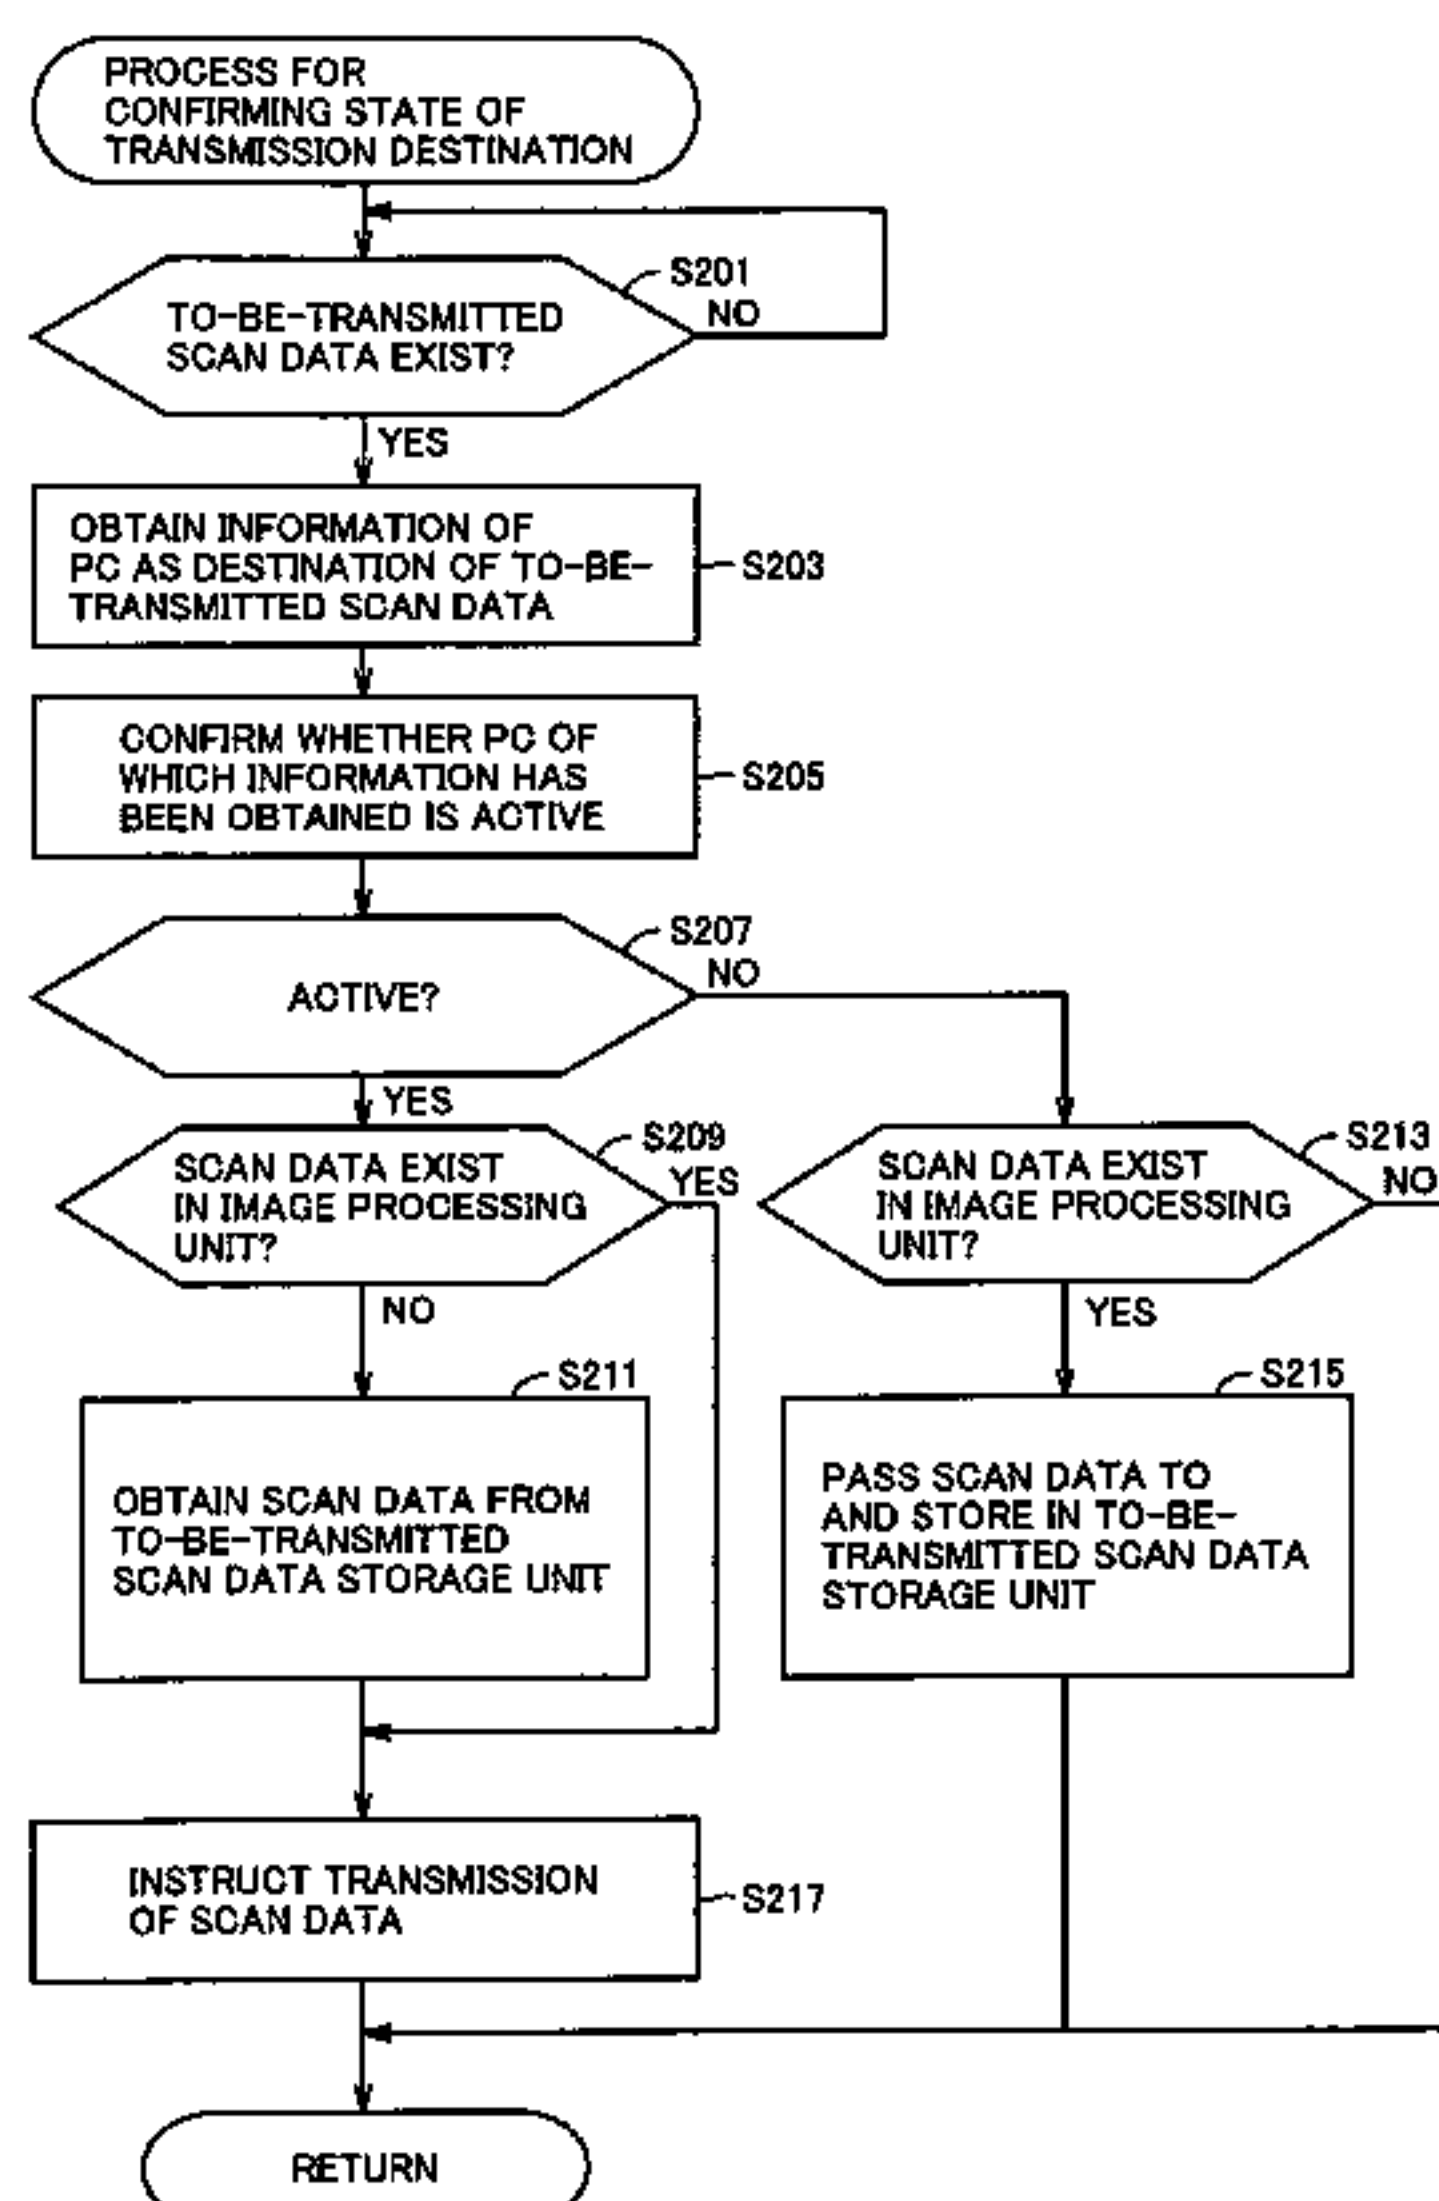 PROCESS FOR
CONFIRMING STATE OF
TRANSMISSION DESTINATION
S201
TO-BE-TRANSMITTED
SCAN DATA EXIST?
NO
YES
OBTAIN INFORMATION OF
PC AS DESTINATION OF TO-BE-
TRANSMITTED SCAN DATA
S203
CONFIRM WHETHER PC OF
WHICH INFORMATION HAS
BEEN OBTAINED IS ACTIVE
S205
S207
ACTIVE?
NO
YES
S209
SCAN DATA EXIST
IN IMAGE PROCESSING
UNIT?
YES
NO
S213
SCAN DATA EXIST
IN IMAGE PROCESSING
UNIT?
NO
YES
S211
OBTAIN SCAN DATA FROM
TO-BE-TRANSMITTED
SCAN DATA STORAGE UNIT
S215
PASS SCAN DATA TO
AND STORE IN TO-BE-
TRANSMITTED SCAN DATA
STORAGE UNIT
INSTRUCT TRANSMISSION
OF SCAN DATA
S217
RETURN